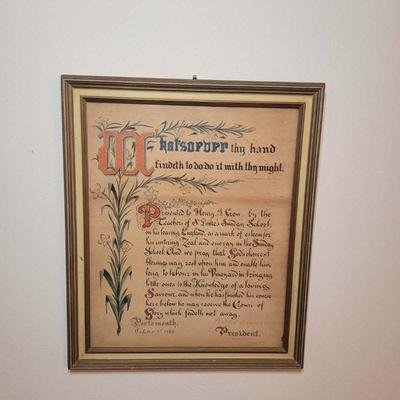 Whatsoever thy hand
findeth to do do it with thy might.
Presented to Henry by the
Teachers of St Lukes Sunday School,
on his leaving England, as a mark of esteem for
his untiring Zeal and energy in the Sunday
School And we pray that Gods choicest
blessings may rest upon him and enable him
long to labour in his Vineyard in bringing
little ones to the Knowledge of a loving
Saviour, and when he has finished his course
here below he may receive the Crown of
Glory which fadeth not away.
Portsmouth.
President.